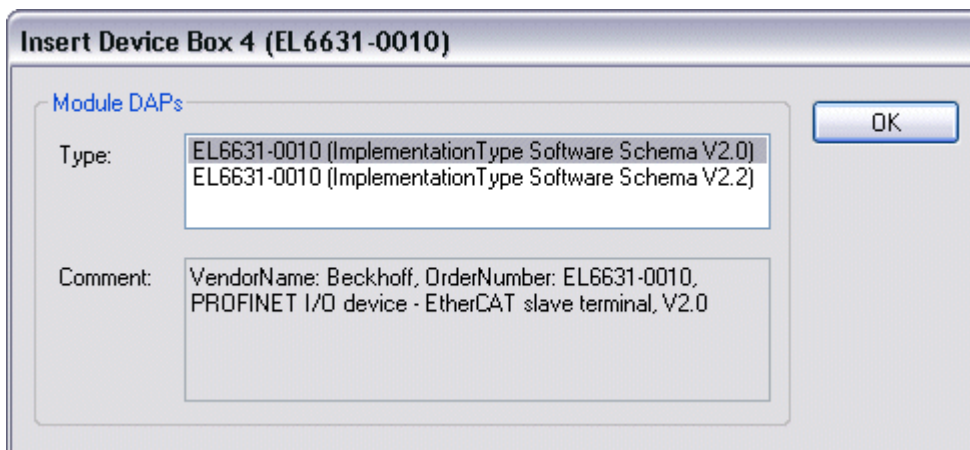 Insert Device Box 4 (EL6631-0010)
Module DAPs
OK
Type:
EL6631-0010 (ImplementationType Software Schema V2.0)
EL6631-0010 (ImplementationType Software Schema V2.2)
Comment:
VendorName: Beckhoff, OrderNumber: EL6631-0010,
PROFINET I/O device - EtherCAT slave terminal, V2.0